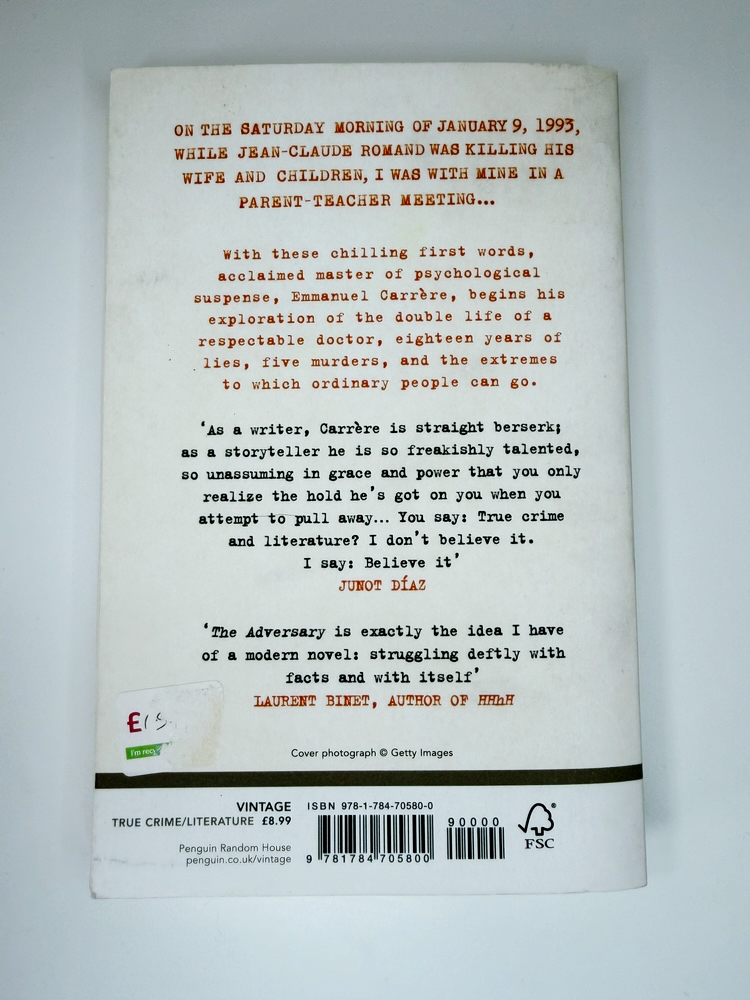 ON THE SATURDAY MORNING OF JANUARY 9, 1993,
WHILE JEAN-CLAUDE ROMAND WAS KILLING HIS
WIFE AND CHILDREN, I WAS WITH MINE IN A
PARENT-TEACHER MEETING...
With these chilling first words,
acclaimed master of psychological
suspense, Emmanuel Carrère, begins his
exploration of the double life of a
respectable doctor, eighteen years of
lies, five murders, and the extremes
to which ordinary people can go.
‘As a writer, Carrère is straight berserk;
as a storyteller he is so freakishly talented,
so unassuming in grace and power that you only
realize the hold he’s got on you when you
attempt to pull away... You say: True crime
and literature? I don’t believe it.
I say: Believe it’
JUNOT DÍAZ
‘The Adversary is exactly the idea I have
of a modern novel: struggling deftly with
facts and with itself’
LAURENT BINET, AUTHOR OF HHhH
£
I'm
Cover photograph © Getty Images
VINTAGE
TRUE CRIME/LITERATURE £8.99
Penguin Random House
penguin.co.uk/vintage
ISBN 978-1-784-70580-0
9 781784 705800
90000
FSC
®